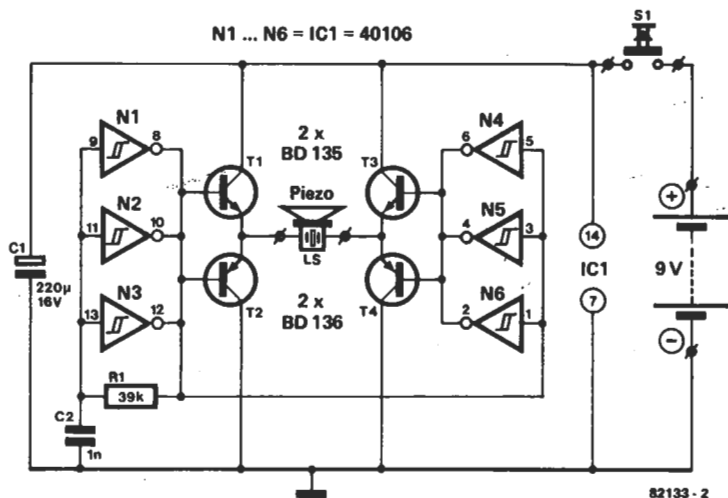 S1
N1 ... N6 = IC1 = 40106
N1
9
8
N4
6
5
T1
2 x
BD 135
T3
Piezo
N2
11
10
N5
4
3
+
14
C1
220µ
16V
LS
IC1
9 V
N3
13
12
T2
2 x
BD 136
T4
N6
2
1
7
−
R1
39k
C2
1n
82133 - 2